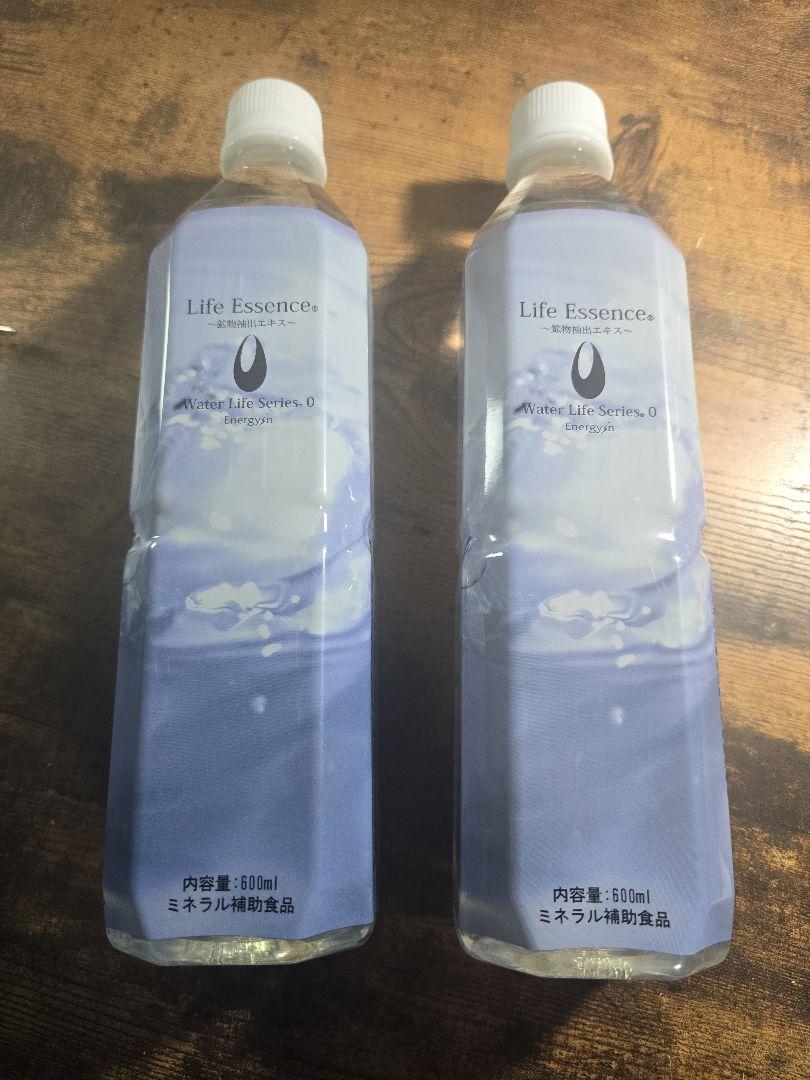 Life Essence®
～鉱物抽出エキス～
Water Life Series® 0
Energysin
内容量:600ml
ミネラル補助食品
Life Essence®
～鉱物抽出エキス～
Water Life Series® 0
Energysin
内容量:600ml
ミネラル補助食品